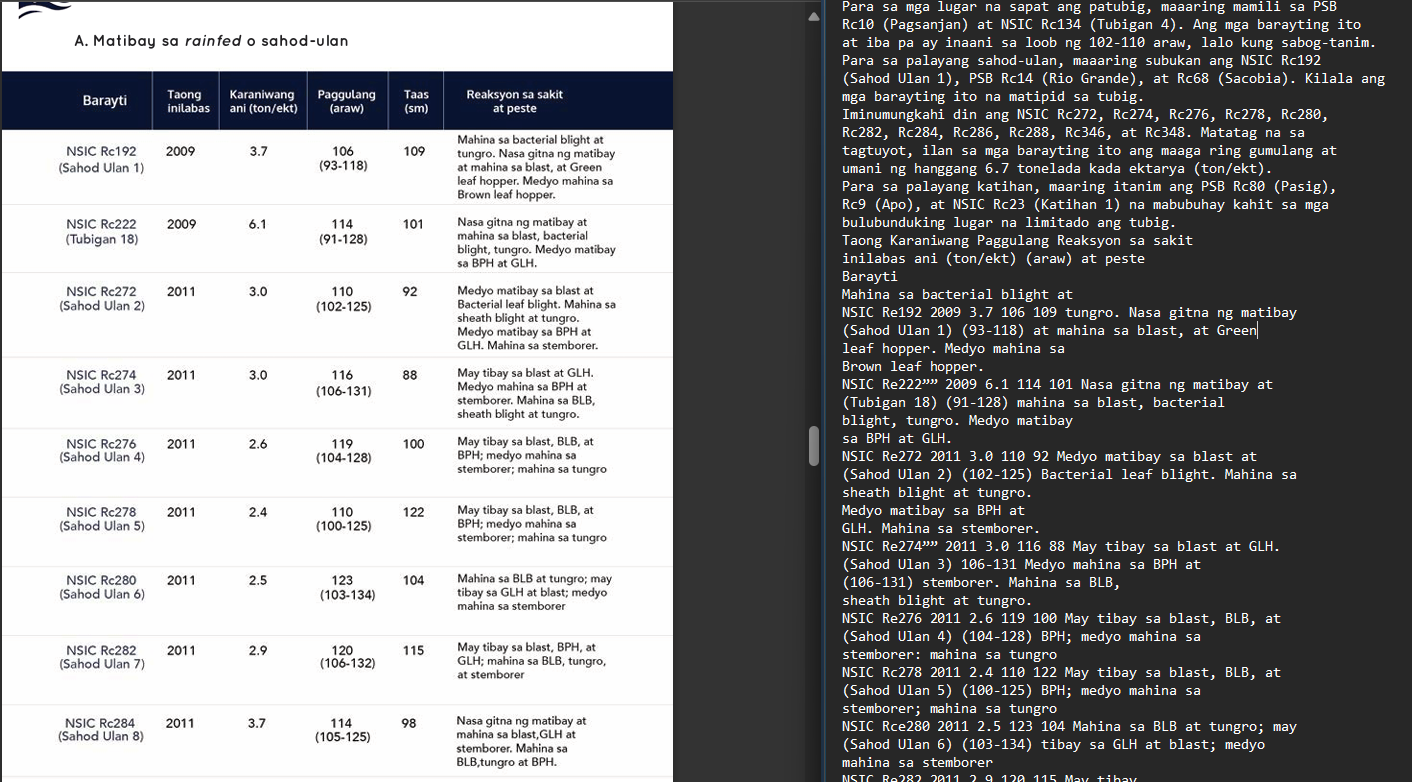 A. Matibay sa rainfed o sahod-ulan
Barayti
Taong
inilabas
Karaniwang
ani (ton/ekt)
Paggulang
(araw)
Taas
(sm)
Reaksyon sa sakit
at peste
NSIC Rc192
(Sahod Ulan 1)
2009
3.7
106
(93-118)
109
Mahina sa bacterial blight at
tungro. Nasa gitna ng matibay
at mahina sa blast, at Green
leaf hopper. Medyo mahina sa
Brown leaf hopper.
NSIC Rc222
(Tubigan 18)
2009
6.1
114
(91-128)
101
Nasa gitna ng matibay at
mahina sa blast, bacterial
blight, tungro. Medyo matibay
sa BPH at GLH.
NSIC Rc272
(Sahod Ulan 2)
2011
3.0
110
(102-125)
92
Medyo matibay sa blast at
Bacterial leaf blight. Mahina sa
sheath blight at tungro.
Medyo matibay sa BPH at
GLH. Mahina sa stemborer.
NSIC Rc274
(Sahod Ulan 3)
2011
3.0
116
(106-131)
88
May tibay sa blast at GLH.
Medyo mahina sa BPH at
stemborer. Mahina sa BLB,
sheath blight at tungro.
NSIC Rc276
(Sahod Ulan 4)
2011
2.6
119
(104-128)
100
May tibay sa blast, BLB, at
BPH; medyo mahina sa
stemborer; mahina sa tungro
NSIC Rc278
(Sahod Ulan 5)
2011
2.4
110
(100-125)
122
May tibay sa blast, BLB, at
BPH; medyo mahina sa
stemborer; mahina sa tungro
NSIC Rc280
(Sahod Ulan 6)
2011
2.5
123
(103-134)
104
Mahina sa BLB at tungro; may
tibay sa GLH at blast; medyo
mahina sa stemborer
NSIC Rc282
(Sahod Ulan 7)
2011
2.9
120
(106-132)
115
May tibay sa blast, BPH, at
GLH; mahina sa BLB, tungro,
at stemborer
NSIC Rc284
(Sahod Ulan 8)
2011
3.7
114
(105-125)
98
Nasa gitna ng matibay at
mahina sa blast,GLH at
stemborer. Mahina sa
BLB,tungro at BPH.
Para sa mga lugar na sapat ang patubig, maaaring mamili sa PSB
Rc10 (Pagsanjan) at NSIC Rc134 (Tubigan 4). Ang mga barayting ito
at iba pa ay inaani sa loob ng 102-110 araw, lalo kung sabog-tanim.
Para sa palayang sahod-ulan, maaaring subukan ang NSIC Rc192
(Sahod Ulan 1), PSB Rc14 (Rio Grande), at Rc68 (Sacobia). Kilala ang
mga barayting ito na matipid sa tubig.
Iminumungkahi din ang NSIC Rc272, Rc274, Rc276, Rc278, Rc280,
Rc282, Rc284, Rc286, Rc288, Rc346, at Rc348. Matatag na sa
tagtuyot, ilan sa mga barayting ito ang maaga ring gumulang at
umani ng hanggang 6.7 tonelada kada ektarya (ton/ekt).
Para sa palayang katihan, maaring itanim ang PSB Rc80 (Pasig),
Rc9 (Apo), at NSIC Rc23 (Katihan 1) na mabubuhay kahit sa mga
bulubunduking lugar na limitado ang tubig.
Taong Karaniwang Paggulang Reaksyon sa sakit
inilabas ani (ton/ekt) (araw) at peste
Barayti
Mahina sa bacterial blight at
NSIC Re192 2009 3.7 106 109 tungro. Nasa gitna ng matibay
(Sahod Ulan 1) (93-118) at mahina sa blast, at Green
leaf hopper. Medyo mahina sa
Brown leaf hopper.
NSIC Re222”” 2009 6.1 114 101 Nasa gitna ng matibay at
(Tubigan 18) (91-128) mahina sa blast, bacterial
blight, tungro. Medyo matibay
sa BPH at GLH.
NSIC Re272 2011 3.0 110 92 Medyo matibay sa blast at
(Sahod Ulan 2) (102-125) Bacterial leaf blight. Mahina sa
sheath blight at tungro.
Medyo matibay sa BPH at
GLH. Mahina sa stemborer.
NSIC Re274”” 2011 3.0 116 88 May tibay sa blast at GLH.
(Sahod Ulan 3) 106-131 Medyo mahina sa BPH at
(106-131) stemborer. Mahina sa BLB,
sheath blight at tungro.
NSIC Re276 2011 2.6 119 100 May tibay sa blast, BLB, at
(Sahod Ulan 4) (104-128) BPH; medyo mahina sa
stemborer: mahina sa tungro
NSIC Rc278 2011 2.4 110 122 May tibay sa blast, BLB, at
(Sahod Ulan 5) (100-125) BPH; medyo mahina sa
stemborer; mahina sa tungro
NSIC Rce280 2011 2.5 123 104 Mahina sa BLB at tungro; may
(Sahod Ulan 6) (103-134) tibay sa GLH at blast; medyo
mahina sa stemborer
NSIC Re282 2011 2.9 120 115 May tibay